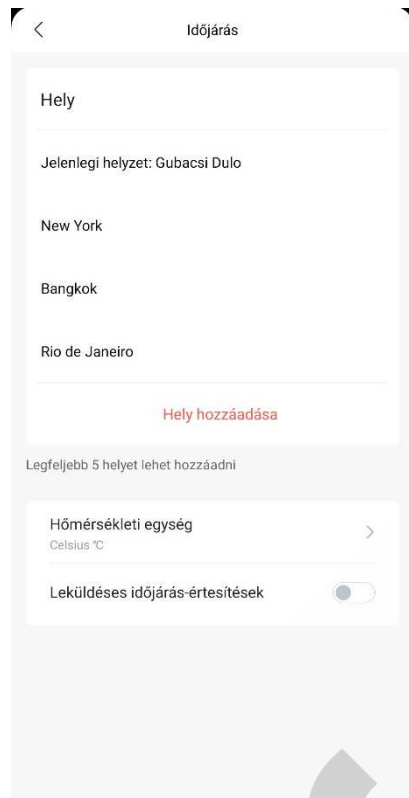 Időjárás
Hely
Jelenlegi helyzet: Gubacsi Dulo
New York
Bangkok
Rio de Janeiro
Hely hozzáadása
Legfeljebb 5 helyet lehet hozzáadni
Hőmérsékleti egység
Celsius °C
Leküldéses időjárás-értesítések